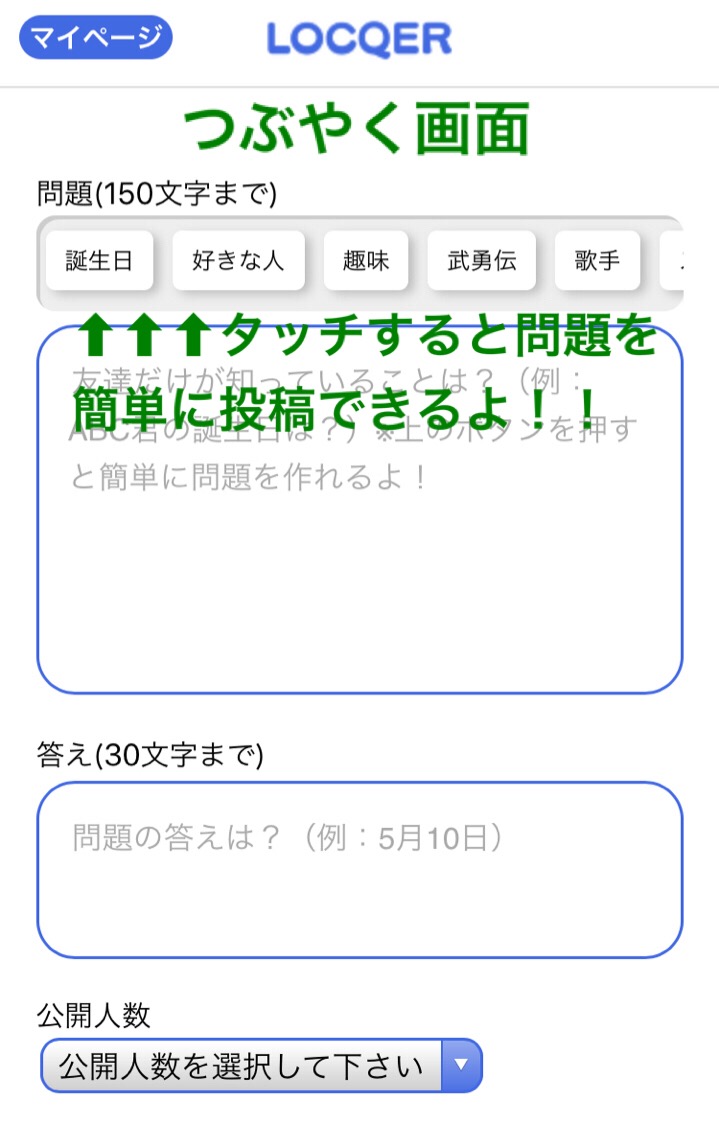 マイページ
LOCQER
つぶやく画面
問題(150文字まで)
誕生日
好きな人
趣味
武勇伝
歌手
↑↑↑タッチすると問題を
友達だけが知っていることは？（例：
簡単に投稿できるよ！！
ABC君の誕生日は？）※上のボタンを押す
と簡単に問題を作れるよ！
答え(30文字まで)
問題の答えは？（例：5月10日）
公開人数
公開人数を選択して下さい